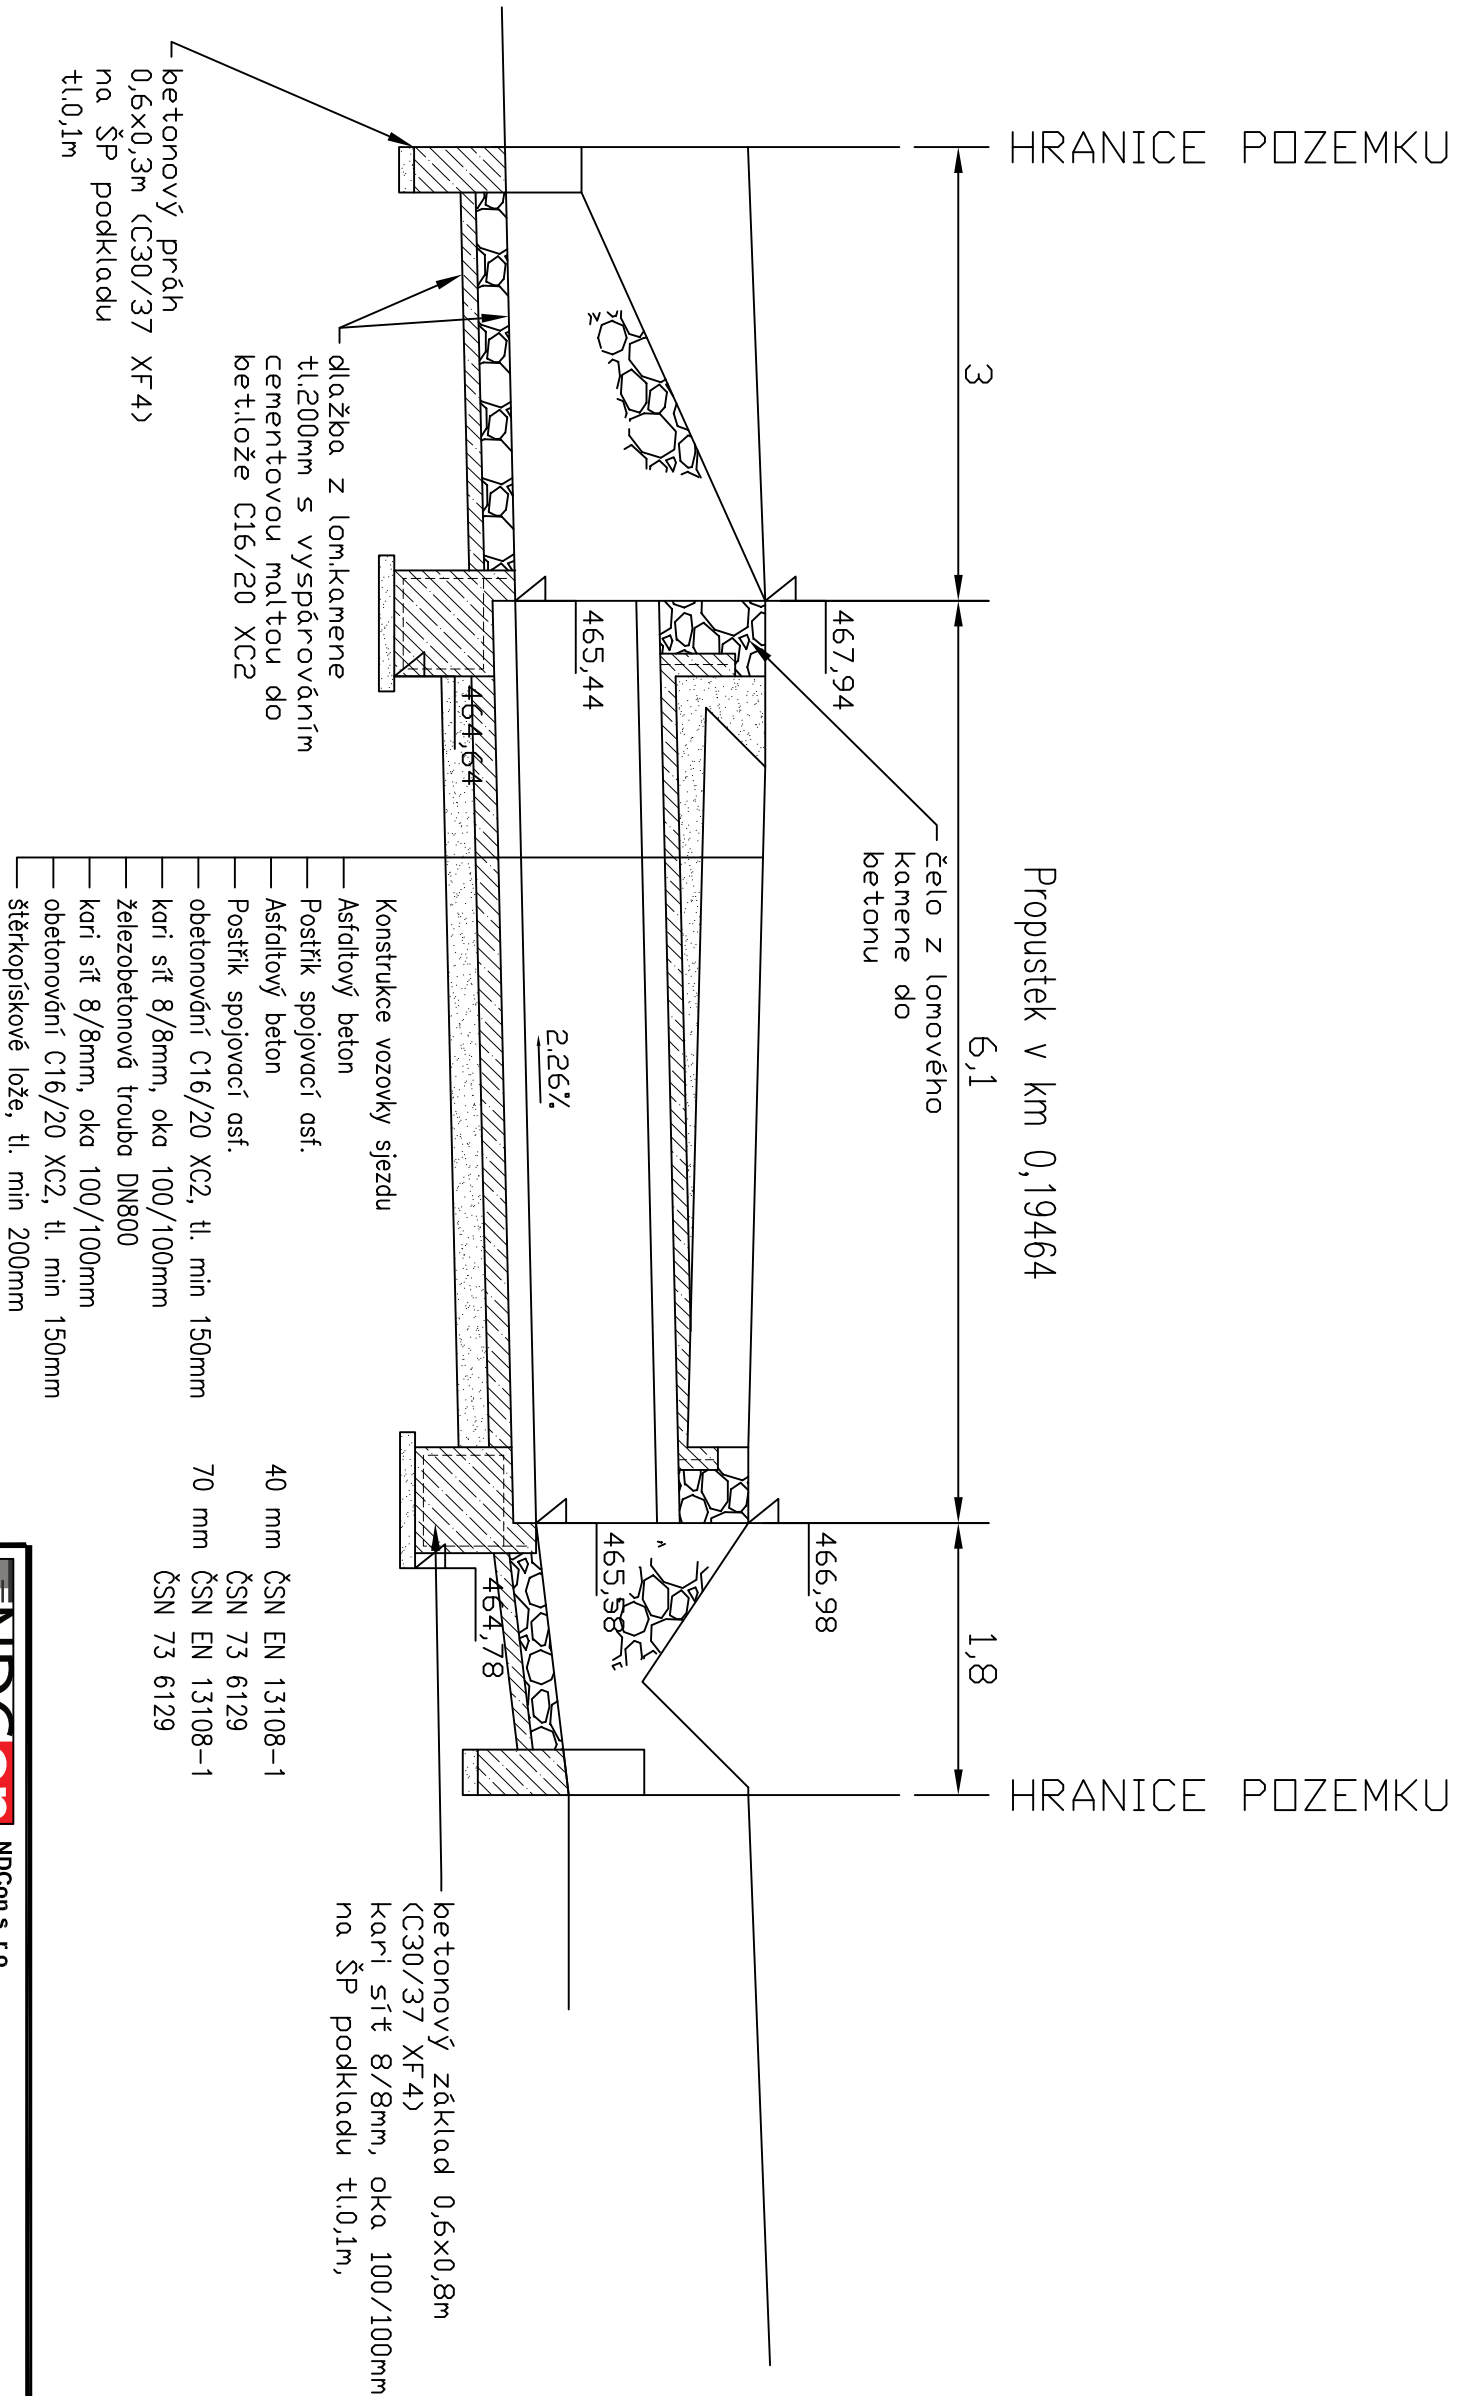 Propustek v km 0,19464
HRANICE POZEMKU
HRANICE POZEMKU
3
6,1
1,8
467,94
466,98
čelo z lomového
kamene do
betonu
465,44
465,58
2.26%
464,64
464,78
betonový práh
0,6x0,3m (C30/37 XF4)
na ŠP podkladu
tl.0,1m
dlažba z lom.kamene
tl.200mm s vyspárováním
cementovou maltou do
bet.lože C16/20 XC2
betonový základ 0,6x0,8m
(C30/37 XF4)
kari síť 8/8mm, oka 100/100mm
na ŠP podkladu tl.0,1m,
Konstrukce vozovky sjezdu
Asfaltový beton 40 mm ČSN EN 13108-1
Postřik spojovací asf. ČSN 73 6129
Asfaltový beton 70 mm ČSN EN 13108-1
Postřik spojovací asf. ČSN 73 6129
obetonování C16/20 XC2, tl. min 150mm
kari síť 8/8mm, oka 100/100mm
železobetonová trouba DN800
kari síť 8/8mm, oka 100/100mm
obetonování C16/20 XC2, tl. min 150mm
štěrkopískové lože, tl. min 200mm
NDCon s.r.o.